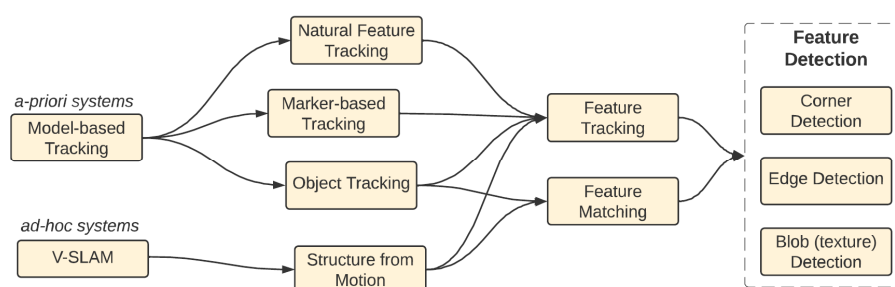 Natural Feature
Tracking
a-priori systems
Model-based
Tracking
Marker-based
Tracking
Object Tracking
ad-hoc systems
V-SLAM
Structure from
Motion
Feature
Tracking
Feature
Matching
Feature
Detection
Corner
Detection
Edge Detection
Blob (texture)
Detection